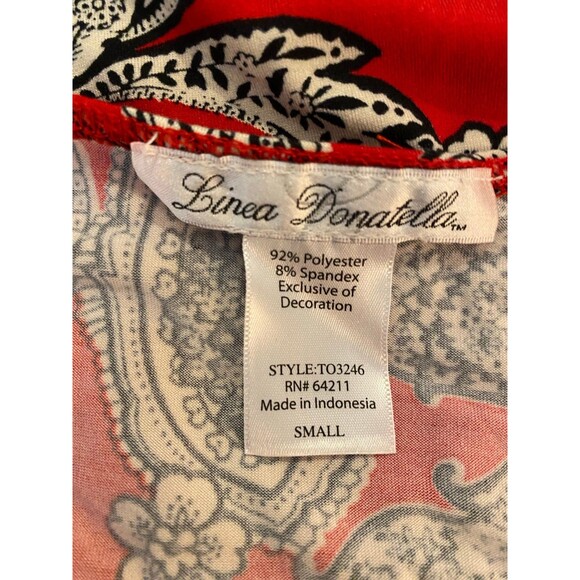 Linea Donatella™
92% Polyester
8% Spandex
Exclusive of
Decoration
STYLE:TO3246
RN# 64211
Made in Indonesia
SMALL